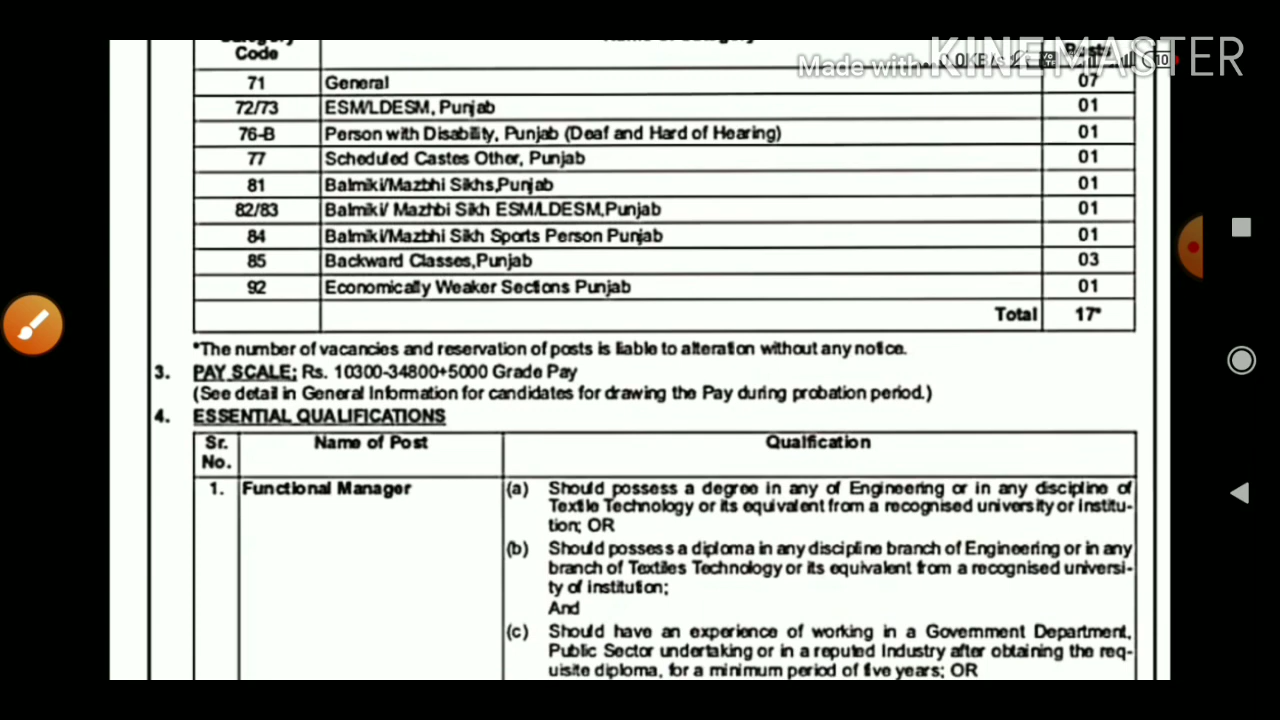 Made with KINEMASTER
Code Posts
71 General 07
72/73 ESM/LDESM, Punjab 01
76-B Person with Disability, Punjab (Deaf and Hard of Hearing) 01
77 Scheduled Castes Other, Punjab 01
81 Balmiki/Mazbhi Sikhs,Punjab 01
82/83 Balmiki/ Mazhbi Sikh ESM/LDESM,Punjab 01
84 Balmiki/Mazbhi Sikh Sports Person Punjab 01
85 Backward Classes,Punjab 03
92 Economically Weaker Sections Punjab 01
Total 17*
*The number of vacancies and reservation of posts is liable to alteration without any notice.
3. PAY SCALE: Rs. 10300-34800+5000 Grade Pay
(See detail in General Information for candidates for drawing the Pay during probation period.)
4. ESSENTIAL QUALIFICATIONS
Sr. Name of Post Qualfication
No.
1. Functional Manager (a) Should possess a degree in any of Engineering or in any discipline of
Textile Technology or its equivalent from a recognised university or Institu-
tion; OR
(b) Should possess a diploma in any discipline branch of Engineering or in any
branch of Textiles Technology or its equivalent from a recognised universi-
ty of institution;
And
(c) Should have an experience of working in a Government Department,
Public Sector undertaking or in a reputed Industry after obtaining the req-
uisite diploma, for a minimum period of five years; OR